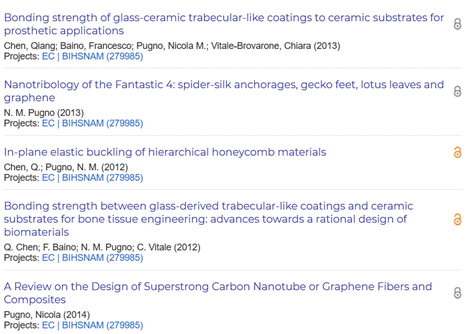 Bonding strength of glass-ceramic trabecular-like coatings to ceramic substrates for
prosthetic applications
Chen, Qiang; Baino, Francesco; Pugno, Nicola M.; Vitale-Brovarone, Chiara (2013)
Projects: EC | BIHSNAM (279985)
Nanotribology of the Fantastic 4: spider-silk anchorages, gecko feet, lotus leaves and
graphene
N. M. Pugno (2013)
Projects: EC | BIHSNAM (279985)
In-plane elastic buckling of hierarchical honeycomb materials
Chen, Q.; Pugno, N. M. (2012)
Projects: EC | BIHSNAM (279985)
Bonding strength between glass-derived trabecular-like coatings and ceramic
substrates for bone tissue engineering: advances towards a rational design of
biomaterials
Q. Chen; F. Baino; N. M. Pugno; C. Vitale (2012)
Projects: EC | BIHSNAM (279985)
A Review on the Design of Superstrong Carbon Nanotube or Graphene Fibers and
Composites
Pugno, Nicola (2014)
Projects: EC | BIHSNAM (279985)